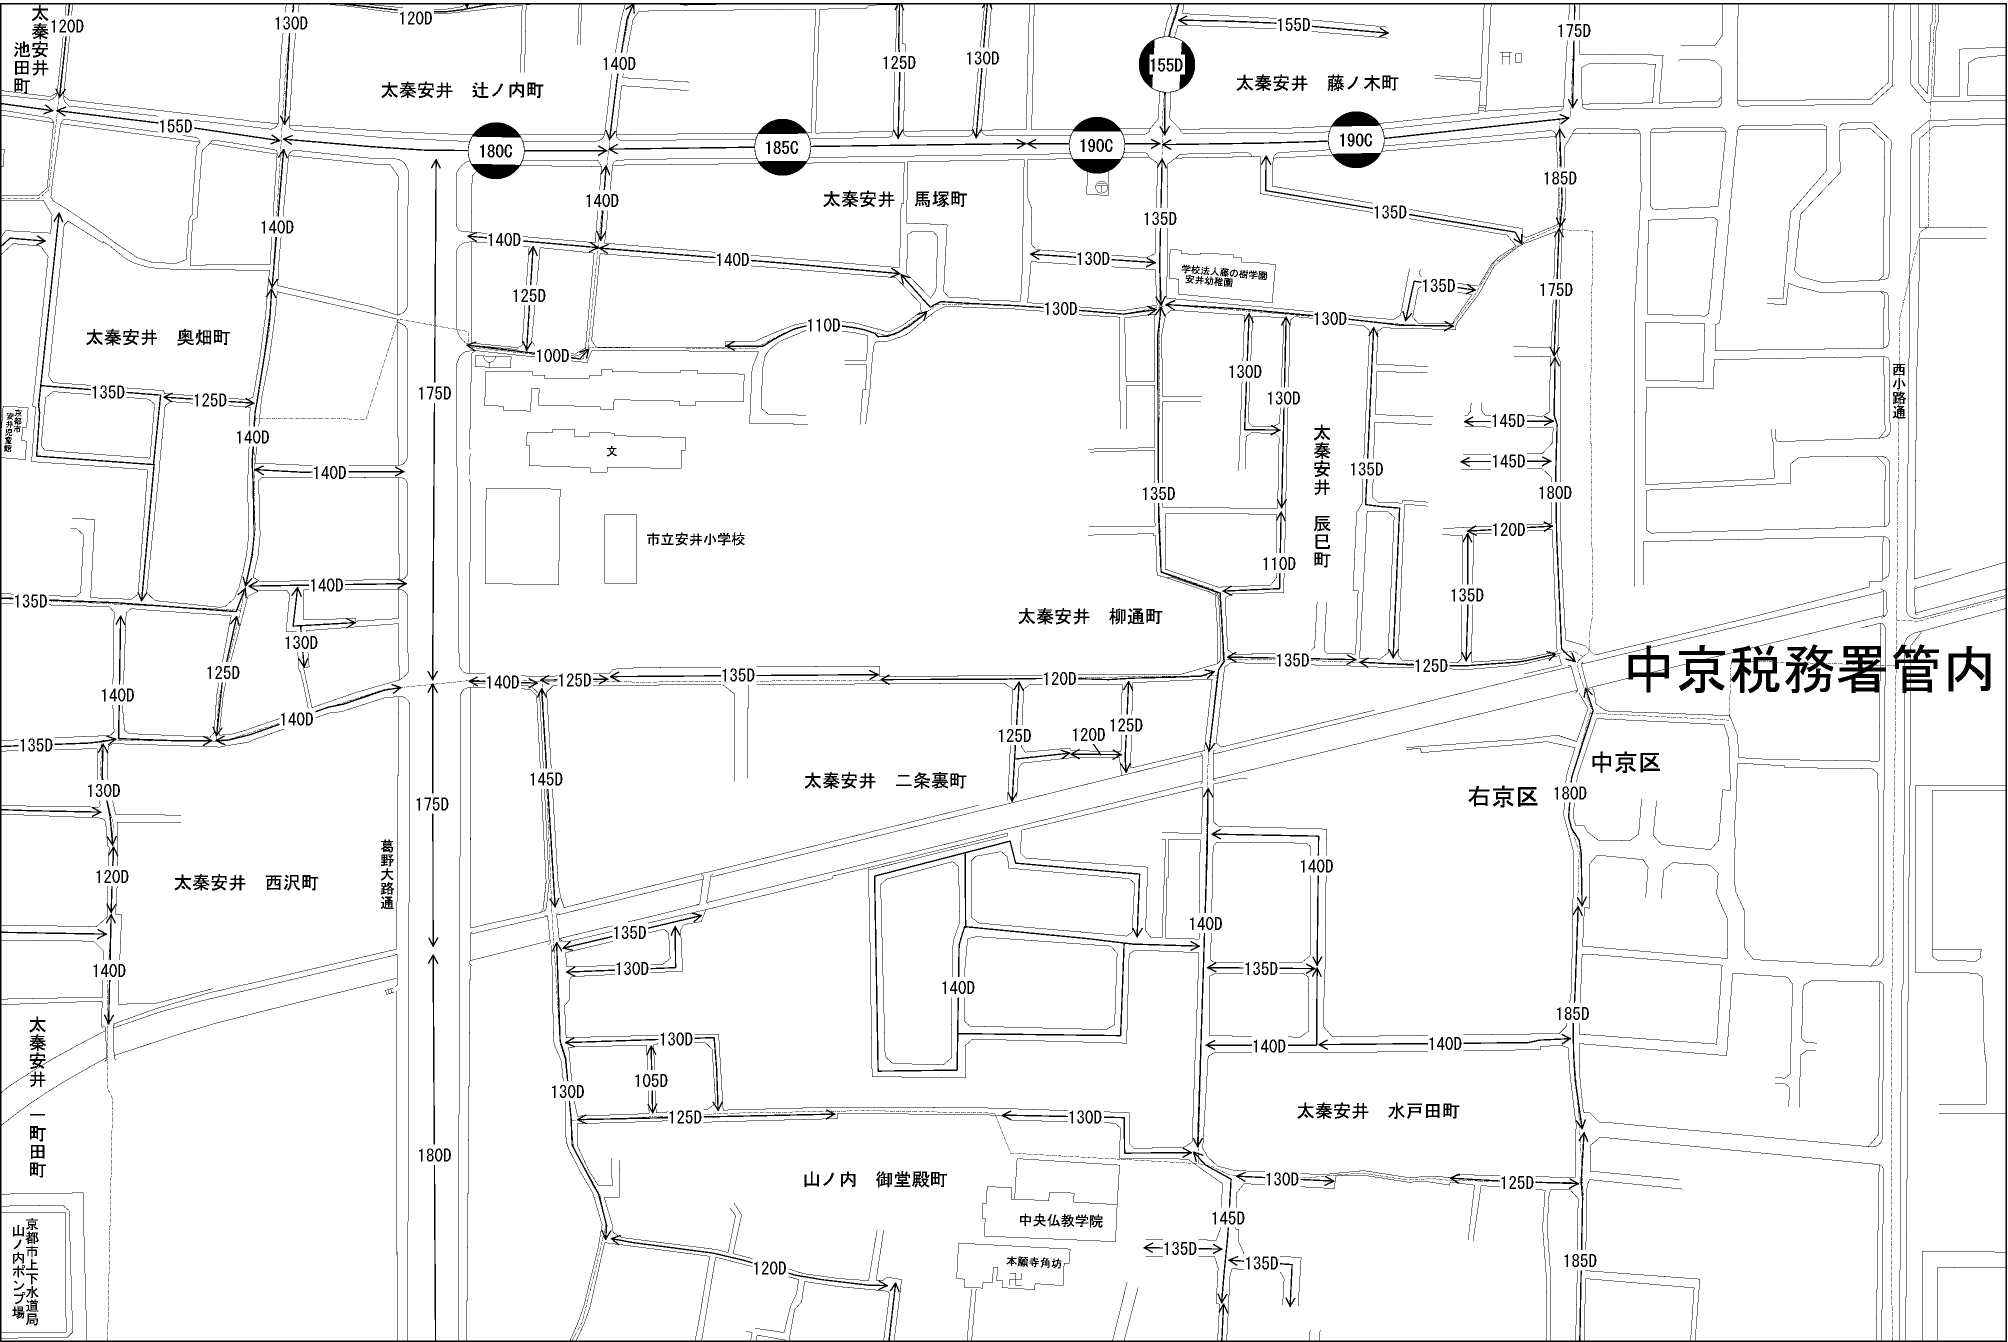 太秦安井 池田町
120D
130D
120D
140D
125D
130D
155D
155D
175D
太秦安井 辻ノ内町
太秦安井 藤ノ木町
155D
180C
185C
190C
190C
140D
140D
太秦安井 馬塚町
135D
135D
185D
140D
140D
130D
学校法人藤の樹学園
安井幼稚園
125D
135D
175D
130D
130D
110D
100D
太秦安井 奥畑町
135D
125D
175D
130D
130D
西小路通
京都市
安井児童館
140D
140D
文
太秦安井 辰巳町
145D
145D
135D
135D
180D
市立安井小学校
120D
110D
135D
140D
135D
130D
太秦安井 柳通町
125D
140D
140D
140D
125D
135D
120D
135D
125D
中京税務署管内
135D
125D
120D
125D
145D
太秦安井 二条裏町
130D
175D
中京区
右京区
180D
葛野大路通
120D
太秦安井 西沢町
140D
135D
130D
140D
140D
140D
135D
185D
太秦安井 一町田町
130D
105D
125D
130D
140D
140D
130D
太秦安井 水戸田町
180D
山ノ内 御堂殿町
130D
125D
145D
中央仏教学院
本願寺角坊
135D
135D
120D
185D
京都市上下水道局
山ノ内ポンプ場